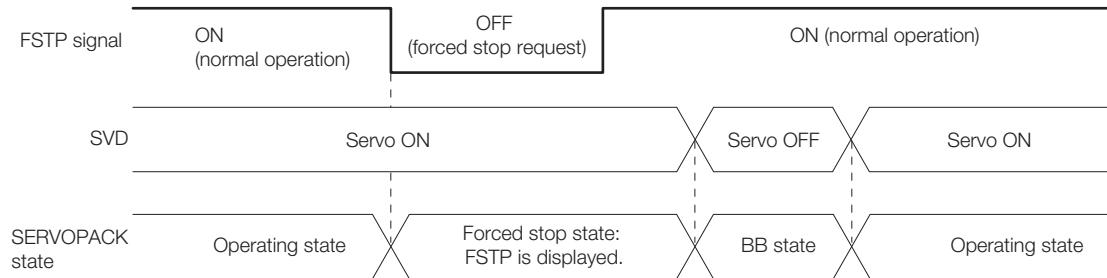 FSTP signal
ON
(normal operation)
OFF
(forced stop request)
ON (normal operation)
SVD
Servo ON
Servo OFF
Servo ON
SERVOPACK
state
Operating state
Forced stop state:
FSTP is displayed.
BB state
Operating state